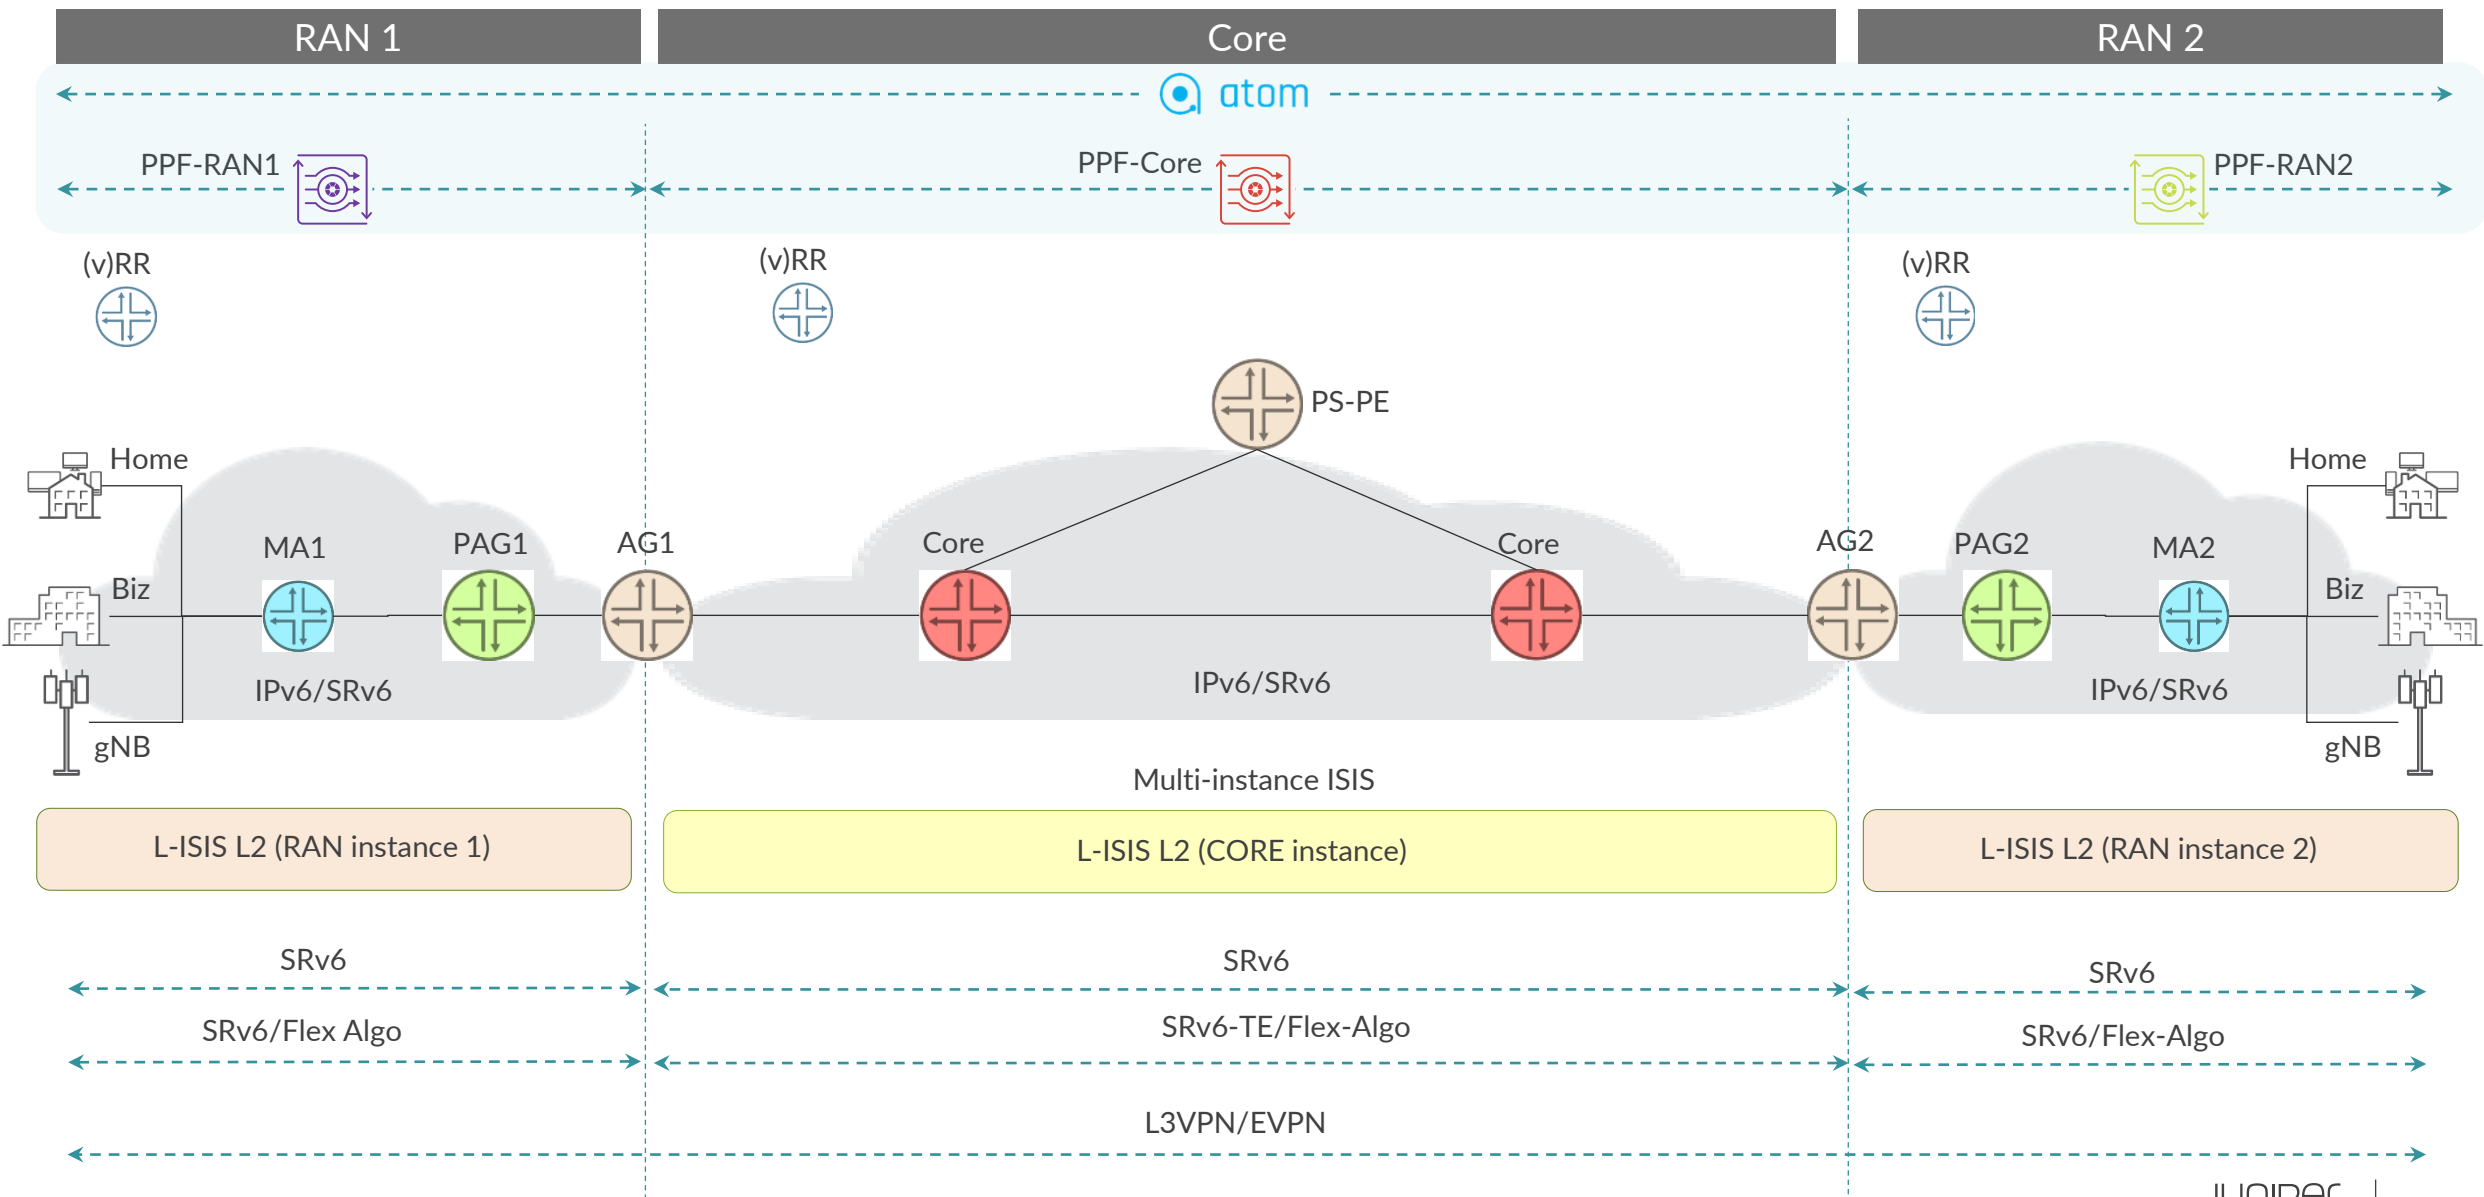 RAN 1
Core
RAN 2
atom
PPF-RAN1
PPF-Core
PPF-RAN2
(v)RR
(v)RR
(v)RR
PS-PE
Home
Home
MA1
PAG1
AG1
Core
Core
AG2
PAG2
MA2
Biz
Biz
IPv6/SRv6
IPv6/SRv6
IPv6/SRv6
gNB
gNB
Multi-instance ISIS
L-ISIS L2 (RAN instance 1)
L-ISIS L2 (CORE instance)
L-ISIS L2 (RAN instance 2)
SRv6
SRv6
SRv6
SRv6/Flex Algo
SRv6-TE/Flex-Algo
SRv6/Flex-Algo
L3VPN/EVPN